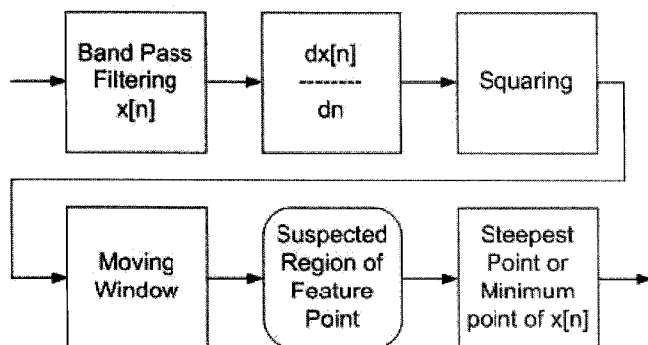 Band Pass
Filtering
x[n]
dx[n]
dn
Squaring
Moving
Window
Suspected
Region of
Feature
Point
Steepest
Point or
Minimum
point of x[n]